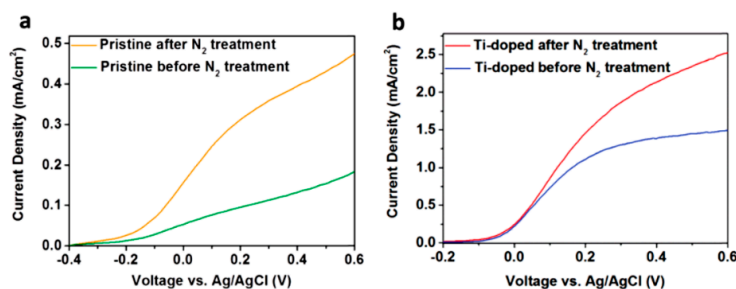 a
Pristine after N₂ treatment
Pristine before N₂ treatment
Current Density (mA/cm²)
0.5
0.4
0.3
0.2
0.1
0.0
-0.4 -0.2 0.0 0.2 0.4 0.6
Voltage vs. Ag/AgCl (V)
b
Ti-doped after N₂ treatment
Ti-doped before N₂ treatment
Current Density (mA/cm²)
2.5
2.0
1.5
1.0
0.5
0.0
-0.2 0.0 0.2 0.4 0.6
Voltage vs. Ag/AgCl (V)